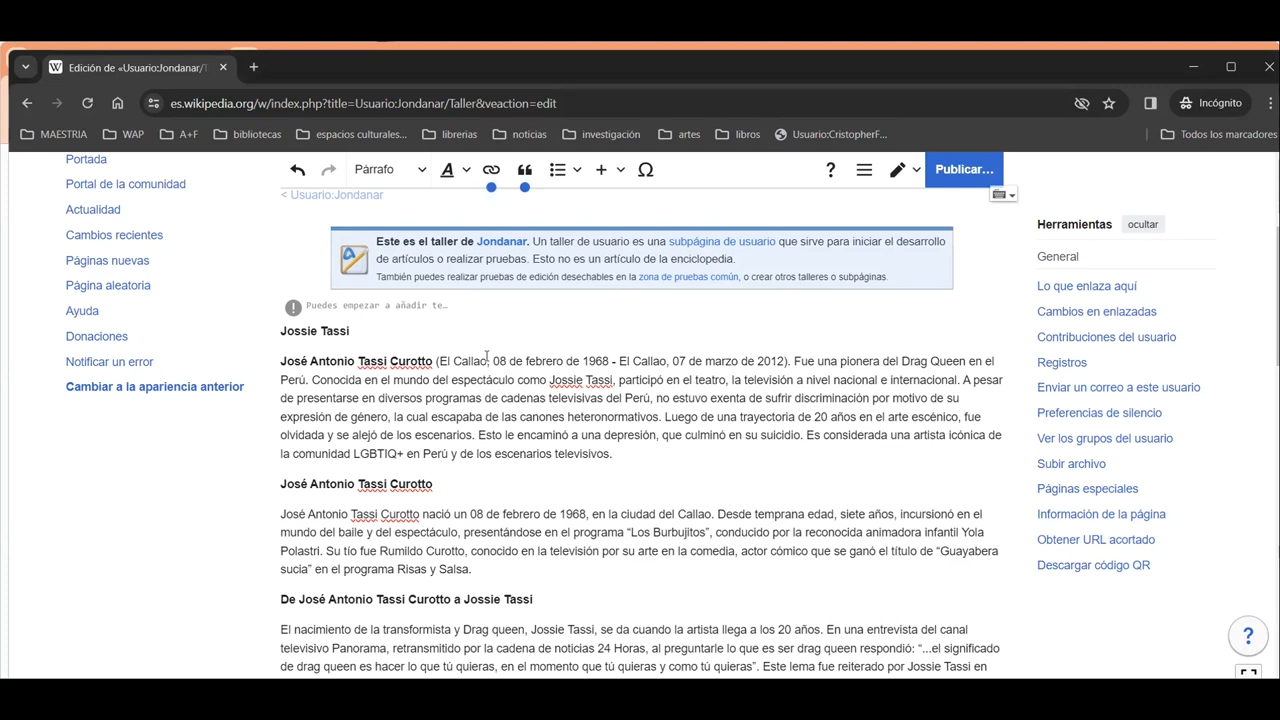 Edición de «Usuario:Jondanar/T
es.wikipedia.org/w/index.php?title=Usuario:Jondanar/Taller&veaction=edit
Incógnito
MAESTRIA
WAP
A+F
bibliotecas
espacios culturales...
librerias
noticias
investigación
artes
libros
Usuario:CristopherF...
Todos los marcadores
Portada
Portal de la comunidad
Actualidad
Cambios recientes
Páginas nuevas
Página aleatoria
Ayuda
Donaciones
Notificar un error
Cambiar a la apariencia anterior
Párrafo
A
Ω
?
Publicar...
< Usuario:Jondanar
Este es el taller de Jondanar. Un taller de usuario es una subpágina de usuario que sirve para iniciar el desarrollo
de artículos o realizar pruebas. Esto no es un artículo de la enciclopedia.
También puedes realizar pruebas de edición desechables en la zona de pruebas común, o crear otros talleres o subpáginas.
Puedes empezar a añadir te…
Jossie Tassi
José Antonio Tassi Curotto (El Callao, 08 de febrero de 1968 - El Callao, 07 de marzo de 2012). Fue una pionera del Drag Queen en el
Perú. Conocida en el mundo del espectáculo como Jossie Tassi, participó en el teatro, la televisión a nivel nacional e internacional. A pesar
de presentarse en diversos programas de cadenas televisivas del Perú, no estuvo exenta de sufrir discriminación por motivo de su
expresión de género, la cual escapaba de las canones heteronormativos. Luego de una trayectoria de 20 años en el arte escénico, fue
olvidada y se alejó de los escenarios. Esto le encaminó a una depresión, que culminó en su suicidio. Es considerada una artista icónica de
la comunidad LGBTIQ+ en Perú y de los escenarios televisivos.
José Antonio Tassi Curotto
José Antonio Tassi Curotto nació un 08 de febrero de 1968, en la ciudad del Callao. Desde temprana edad, siete años, incursionó en el
mundo del baile y del espectáculo, presentándose en el programa “Los Burbujitos”, conducido por la reconocida animadora infantil Yola
Polastri. Su tío fue Rumildo Curotto, conocido en la televisión por su arte en la comedia, actor cómico que se ganó el título de “Guayabera
sucia” en el programa Risas y Salsa.
De José Antonio Tassi Curotto a Jossie Tassi
El nacimiento de la transformista y Drag queen, Jossie Tassi, se da cuando la artista llega a los 20 años. En una entrevista del canal
televisivo Panorama, retransmitido por la cadena de noticias 24 Horas, al preguntarle lo que es ser drag queen respondió: “...el significado
de drag queen es hacer lo que tú quieras, en el momento que tú quieras y como tú quieras”. Este lema fue reiterado por Jossie Tassi en
Herramientas
ocultar
General
Lo que enlaza aquí
Cambios en enlazadas
Contribuciones del usuario
Registros
Enviar un correo a este usuario
Preferencias de silencio
Ver los grupos del usuario
Subir archivo
Páginas especiales
Información de la página
Obtener URL acortado
Descargar código QR
?